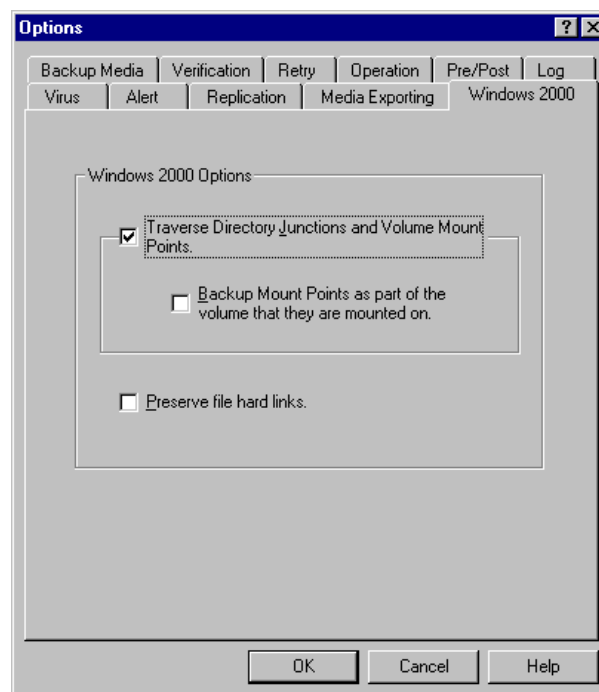 Options
Backup Media Verification Retry Operation Pre/Post Log
Virus Alert Replication Media Exporting Windows 2000
Windows 2000 Options
Traverse Directory Junctions and Volume Mount
Points.
Backup Mount Points as part of the
volume that they are mounted on.
Preserve file hard links.
OK Cancel Help